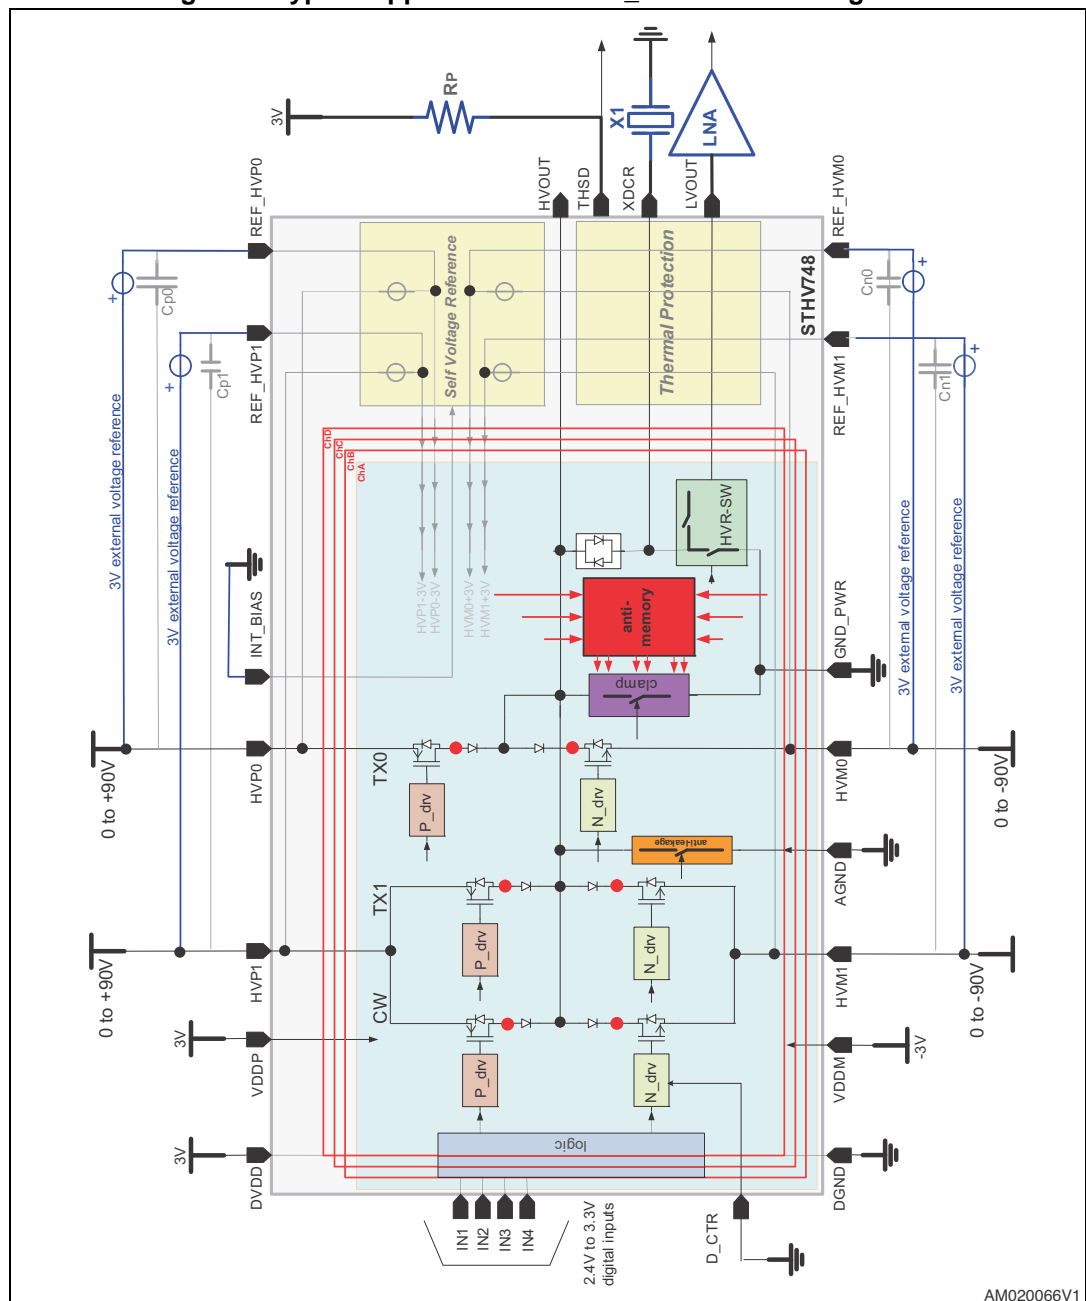 3V
RP
X1
LNA
REF_HVP0
HVOUT
THSD
XDCR
LVOUT
REF_HVM0
Cp0
Self Voltage Reference
Thermal Protection
STHV748
Cn0
REF_HVP1
Cp1
REF_HVM1
Cn1
3V external voltage reference
3V external voltage reference
ChD
ChC
ChB
ChA
HVP1-3V
HVP0-3V
HVM0+3V
HVM1+3V
HVR-SW
3V external voltage reference
3V external voltage reference
INT_BIAS
anti-
memory
GND_PWR
clamp
0 to +90V
HVP0
TX0
P_drv
N_drv
HVM0
0 to -90V
anti-leakage
AGND
0 to +90V
HVP1
TX1
P_drv
N_drv
HVM1
0 to -90V
CW
P_drv
N_drv
3V
VDDP
VDDM
-3V
3V
DVDD
logic
DGND
IN1
IN2
IN3
IN4
2.4V to 3.3V
digital inputs
D_CTR
AM020066V1